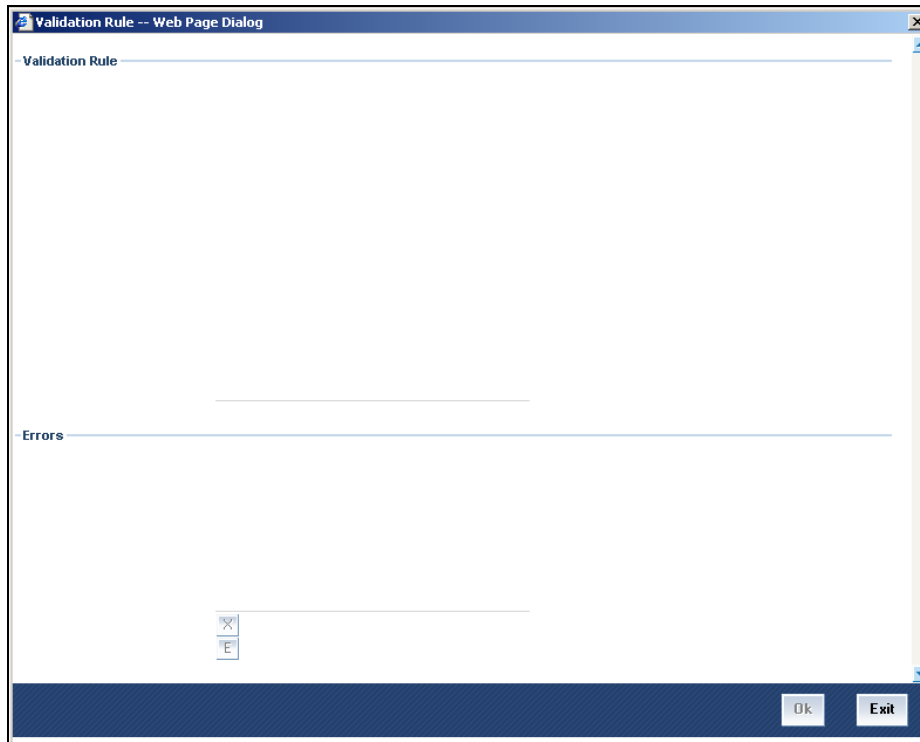 Validation Rule -- Web Page Dialog
Validation Rule
Errors
X
E
Ok
Exit